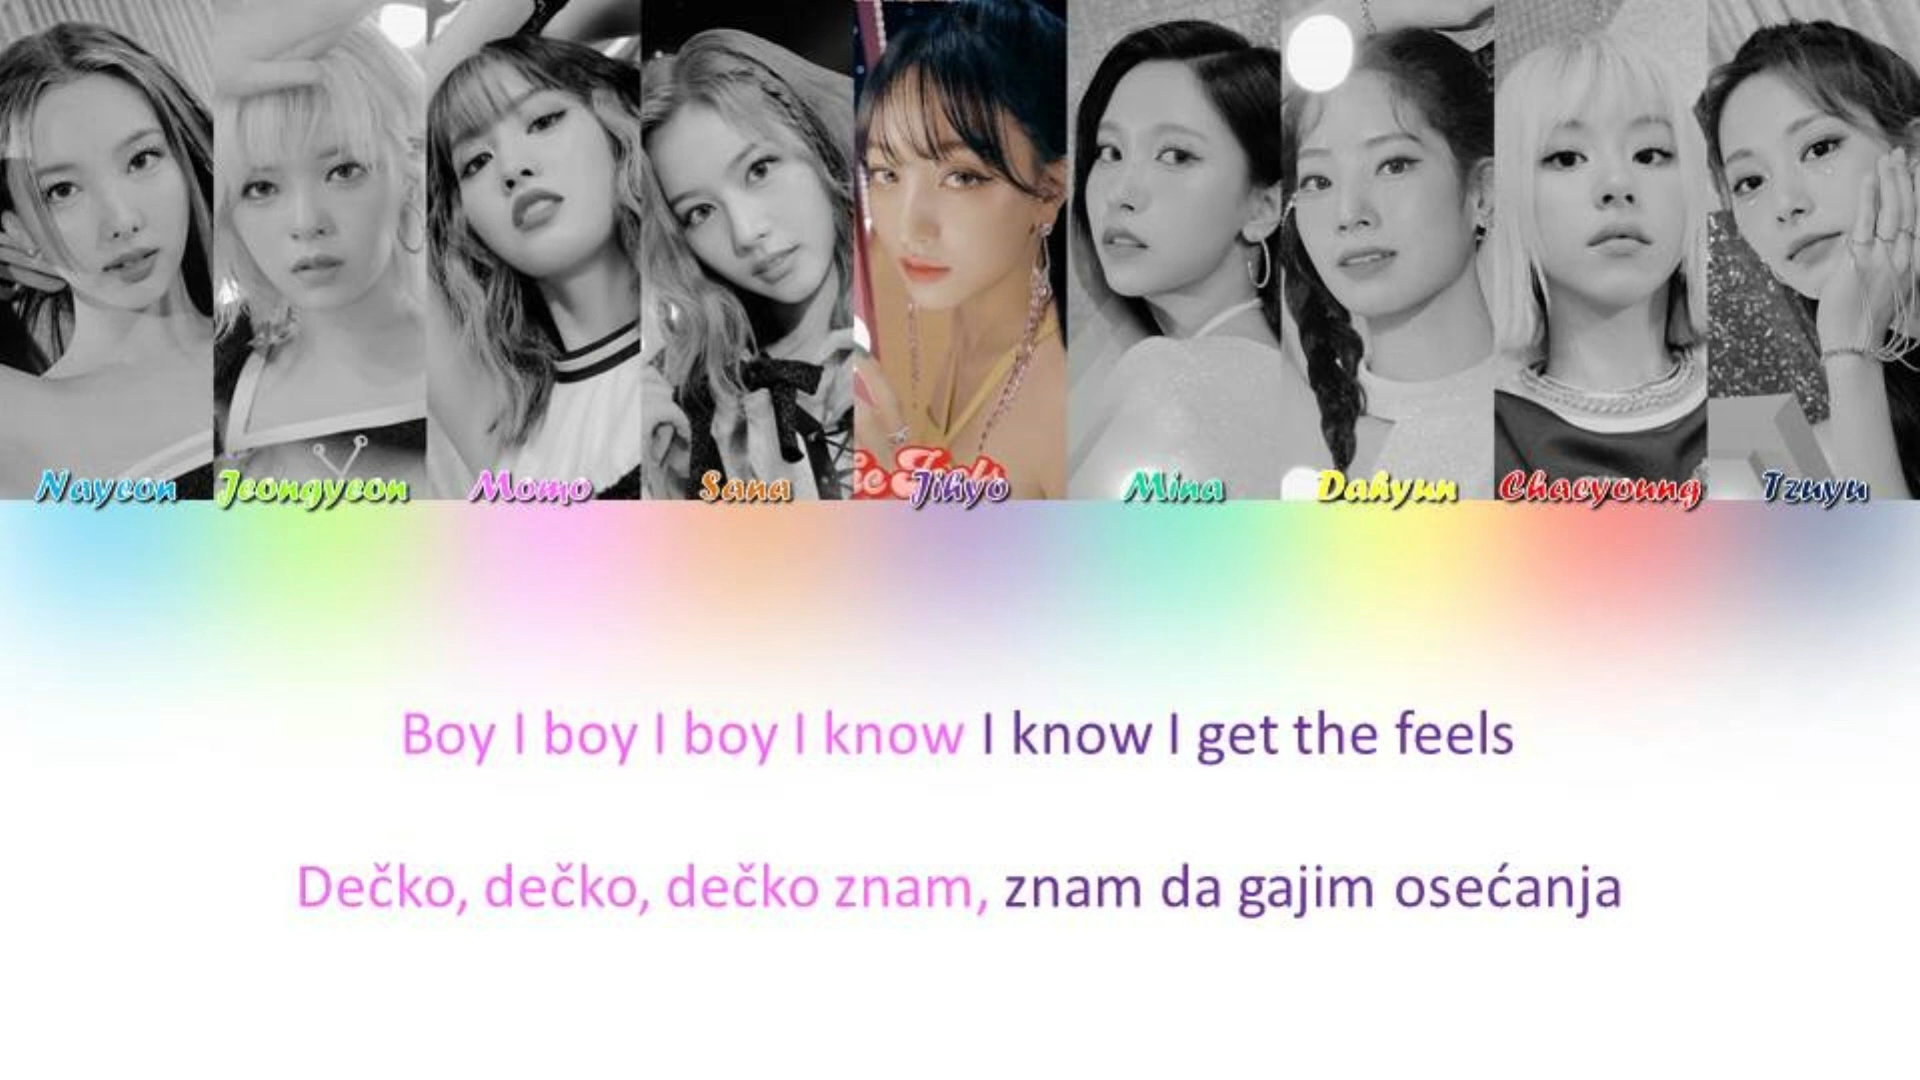 Nayeon Jeongyeon Momo Sana Jihyo Mina Dahyun Chaeyoung Tzuyu
Boy I boy I boy I know I know I get the feels
Dečko, dečko, dečko znam, znam da gajim osećanja